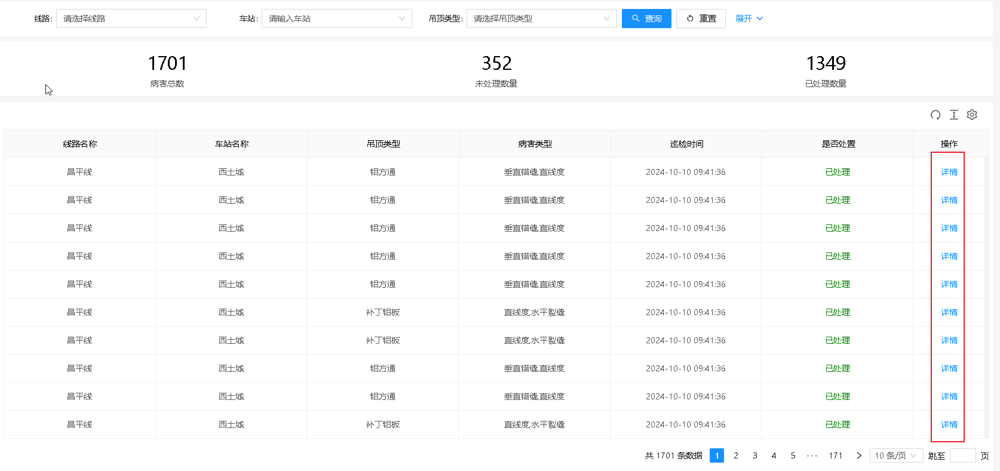 线路: 请选择线路 车站: 请输入车站 吊顶类型: 请选择吊顶类型 查询 重置 展开
1701 352 1349
病害总数 未处理数量 已处理数量
线路名称 车站名称 吊顶类型 病害类型 巡检时间 是否处置 操作
昌平线 西土城 铝方通 垂直错缝,直线度 2024-10-10 09:41:36 已处理 详情
昌平线 西土城 铝方通 垂直错缝,直线度 2024-10-10 09:41:36 已处理 详情
昌平线 西土城 铝方通 垂直错缝,直线度 2024-10-10 09:41:36 已处理 详情
昌平线 西土城 铝方通 垂直错缝,直线度 2024-10-10 09:41:36 已处理 详情
昌平线 西土城 铝方通 垂直错缝,直线度 2024-10-10 09:41:36 已处理 详情
昌平线 西土城 补丁铝板 直线度,水平裂缝 2024-10-10 09:41:36 已处理 详情
昌平线 西土城 补丁铝板 直线度,水平裂缝 2024-10-10 09:41:36 已处理 详情
昌平线 西土城 铝方通 垂直错缝,直线度 2024-10-10 09:41:36 已处理 详情
昌平线 西土城 铝方通 垂直错缝,直线度 2024-10-10 09:41:36 已处理 详情
昌平线 西土城 补丁铝板 直线度,水平裂缝 2024-10-10 09:41:36 已处理 详情
共 1701 条数据 1 2 3 4 5 ••• 171 10 条/页 跳至 页